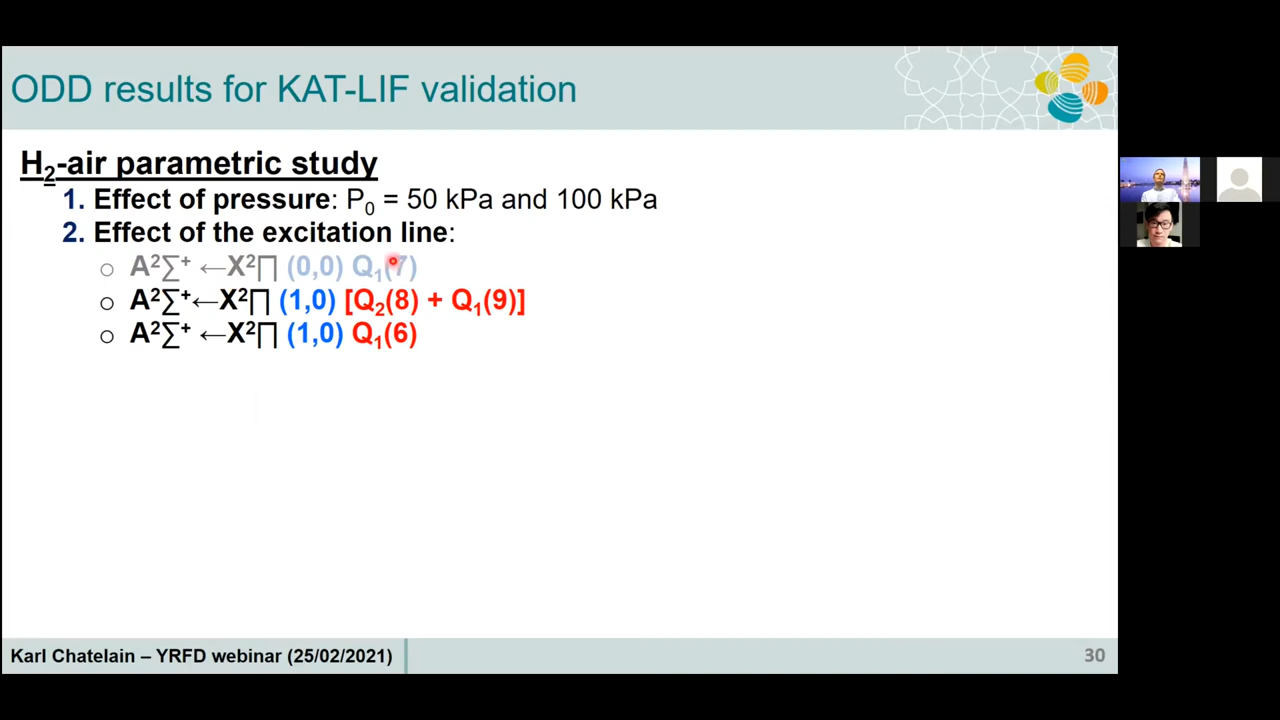 ODD results for KAT-LIF validation
H₂-air parametric study
1. Effect of pressure: P₀ = 50 kPa and 100 kPa
2. Effect of the excitation line:
○ A²∑⁺ ←X²∏ (0,0) Q₁(7)
○ A²∑⁺←X²∏ (1,0) [Q₂(8) + Q₁(9)]
○ A²∑⁺ ←X²∏ (1,0) Q₁(6)
Karl Chatelain – YRFD webinar (25/02/2021)
30